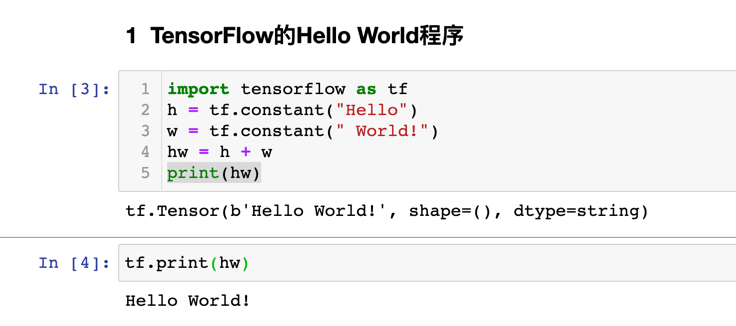 1 TensorFlow的Hello World程序
In [3]:
1 import tensorflow as tf
2 h = tf.constant("Hello")
3 w = tf.constant(" World!")
4 hw = h + w
5 print(hw)
tf.Tensor(b'Hello World!', shape=(), dtype=string)
In [4]: tf.print(hw)
Hello World!